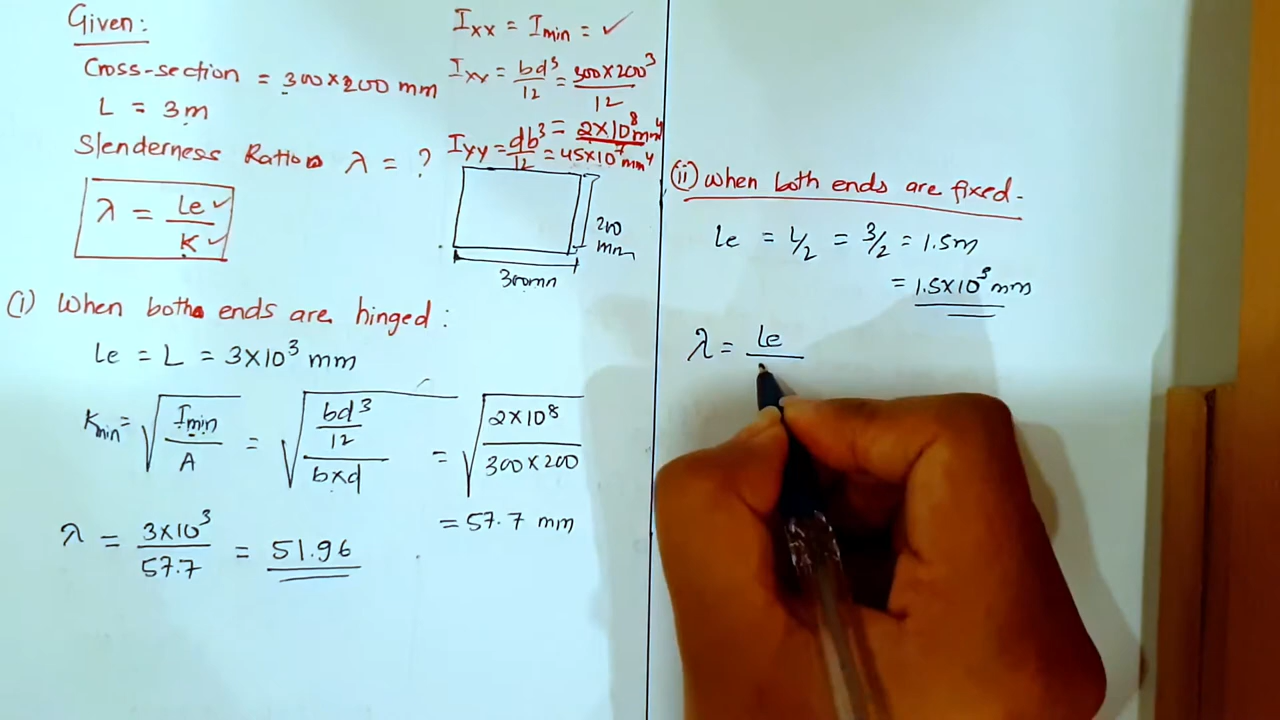 Given:
Cross-section = 300×200 mm
L = 3m
Slenderness Ratio λ = ?
λ = Le✓/K✓
Ixx = Imin = ✓
Ixx = bd³/12 = 300×200³/12
= 2×10⁸ mm⁴
Iyy = db³/12 = 45×10⁷ mm⁴
200 mm
300mm
(i) When both ends are hinged:
Le = L = 3×10³ mm
Kmin = √(Imin/A) = √((bd³/12)/(b×d)) = √(2×10⁸/(300×200))
= 57.7 mm
λ = 3×10³/57.7 = 51.96
(ii) When both ends are fixed.
Le = L/2 = 3/2 = 1.5m
= 1.5×10³ mm
λ = Le